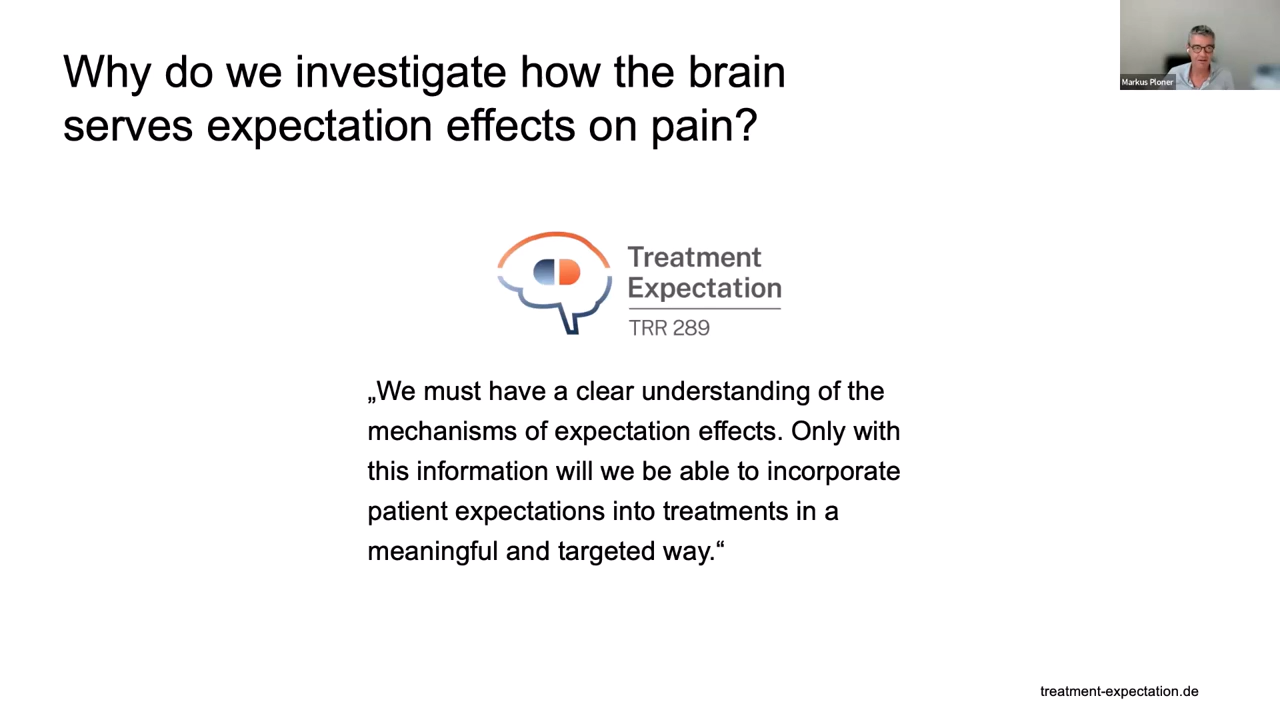 Why do we investigate how the brain
serves expectation effects on pain?
Markus Ploner
Treatment
Expectation
TRR 289
„We must have a clear understanding of the
mechanisms of expectation effects. Only with
this information will we be able to incorporate
patient expectations into treatments in a
meaningful and targeted way.“
treatment-expectation.de